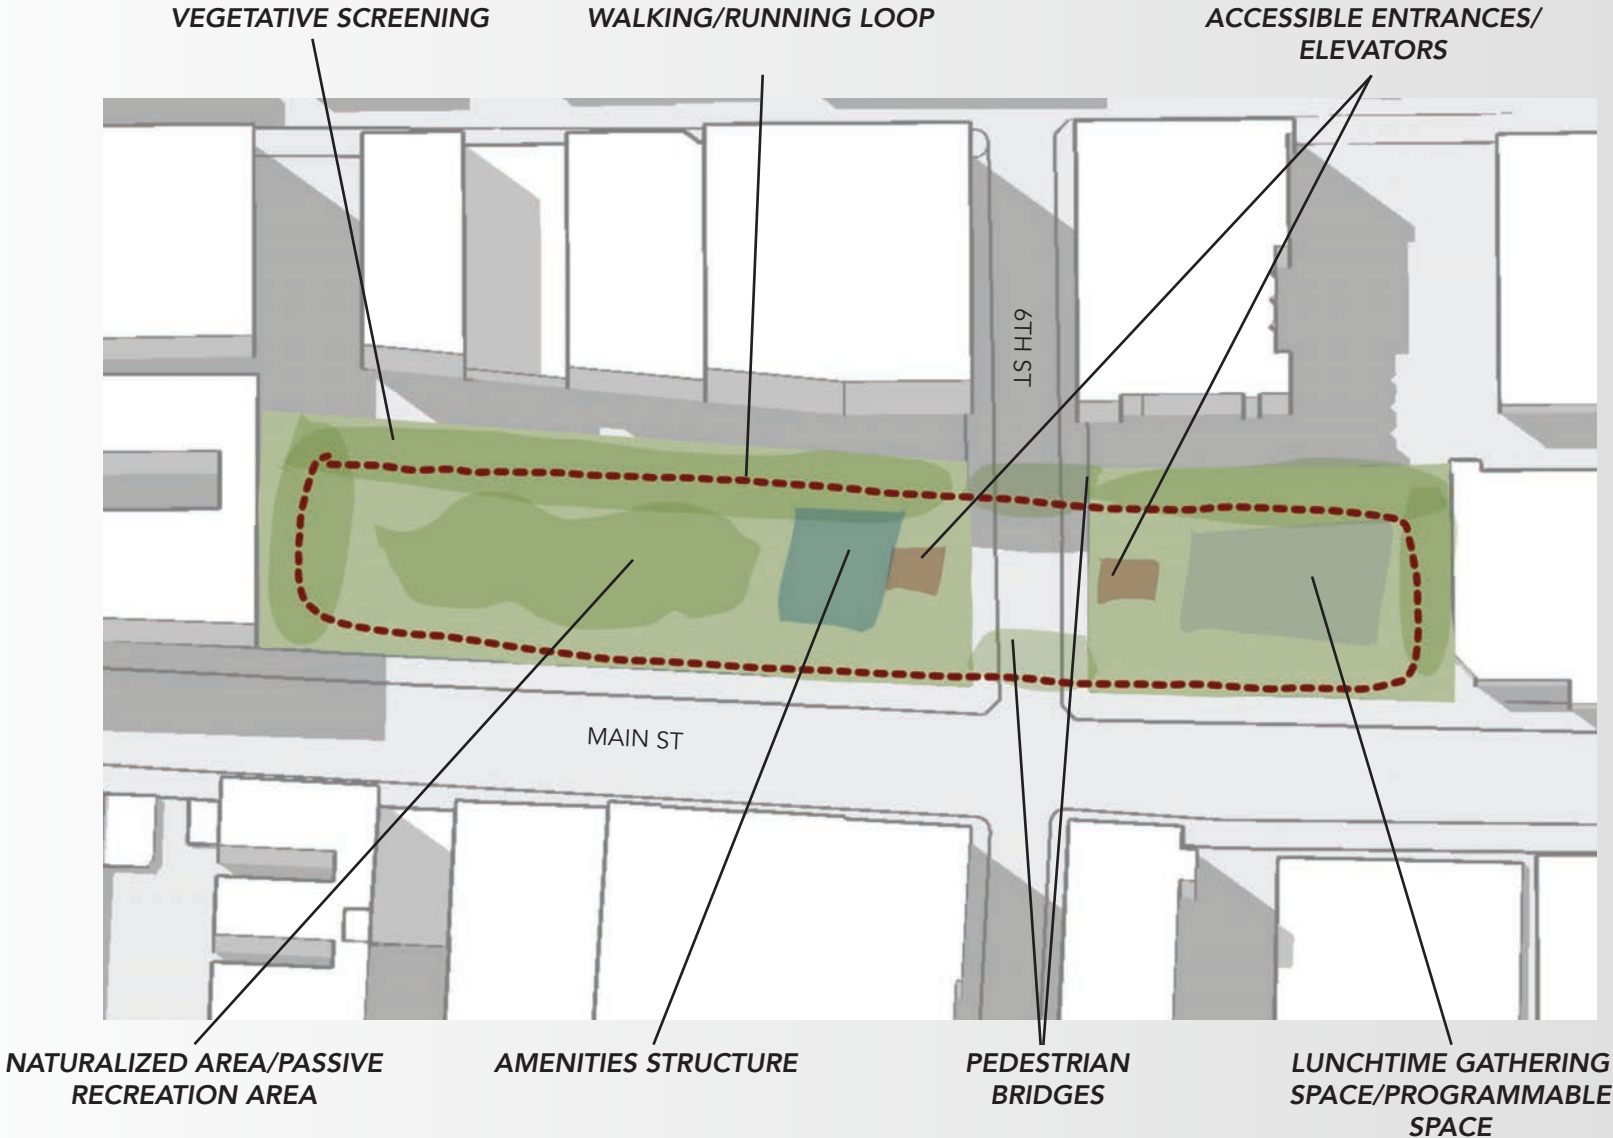 VEGETATIVE SCREENING
WALKING/RUNNING LOOP
ACCESSIBLE ENTRANCES/
ELEVATORS
6TH ST
MAIN ST
NATURALIZED AREA/PASSIVE
RECREATION AREA
AMENITIES STRUCTURE
PEDESTRIAN
BRIDGES
LUNCHTIME GATHERING
SPACE/PROGRAMMABLE
SPACE